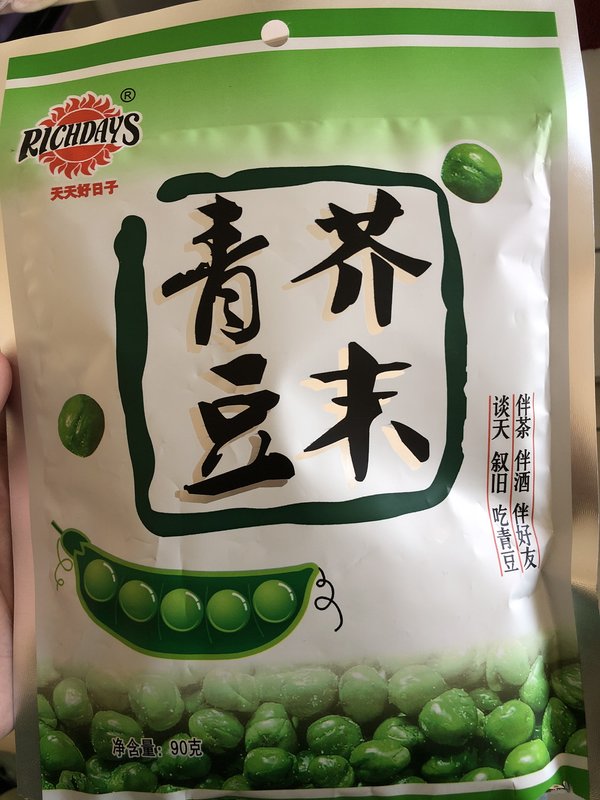 ®
RICHDAYS
天天好日子
芥末
青豆
伴茶 伴酒 伴好友
谈天 叙旧 吃青豆
净含量：90克